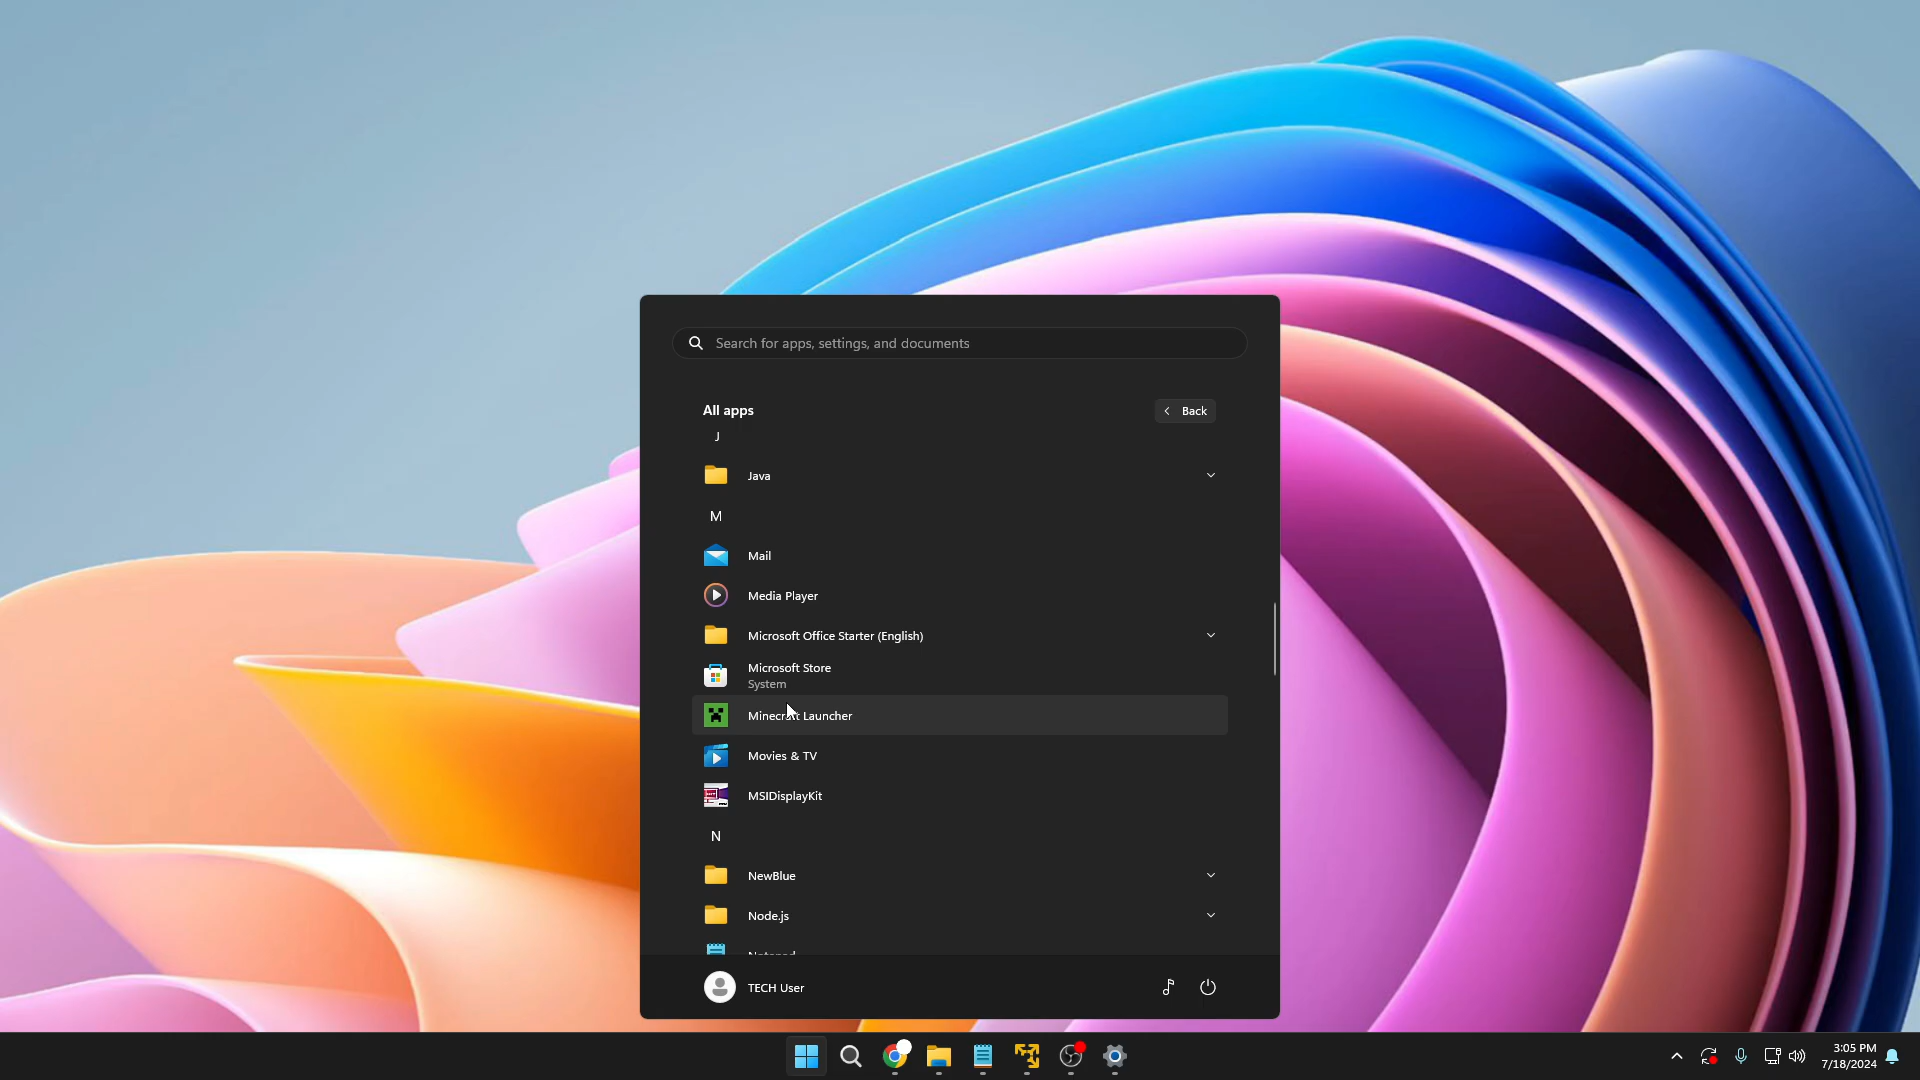 Search for apps, settings, and documents
All apps
Back
J
Java
M
Mail
Media Player
Microsoft Office Starter (English)
Microsoft Store
System
Minecraft Launcher
Movies & TV
MSIDisplayKit
N
NewBlue
Node.js
Notepad
TECH User
3:05 PM
7/18/2024